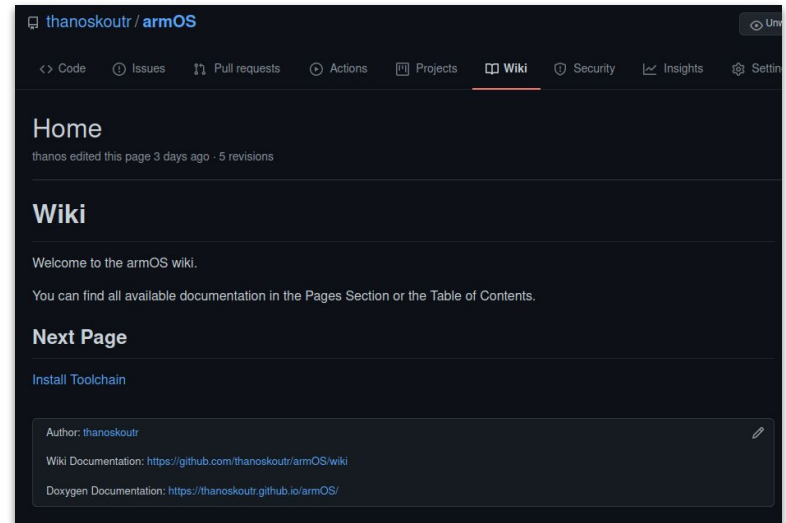 thanoskoutr / armOS
Code Issues Pull requests Actions Projects Wiki Security Insights
Home
thanos edited this page 3 days ago · 5 revisions
Wiki
Welcome to the armOS wiki.
You can find all available documentation in the Pages Section or the Table of Contents.
Next Page
Install Toolchain
Author: thanoskoutr
Wiki Documentation: https://github.com/thanoskoutr/armOS/wiki
Doxygen Documentation: https://thanoskoutr.github.io/armOS/